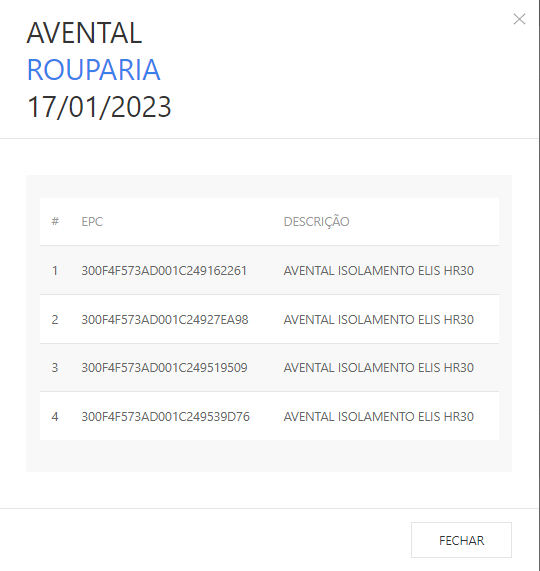 AVENTAL
ROUPARIA
17/01/2023
# EPC DESCRIÇÃO
1 300F4F573AD001C249162261 AVENTAL ISOLAMENTO ELIS HR30
2 300F4F573AD001C24927EA98 AVENTAL ISOLAMENTO ELIS HR30
3 300F4F573AD001C249519509 AVENTAL ISOLAMENTO ELIS HR30
4 300F4F573AD001C249539D76 AVENTAL ISOLAMENTO ELIS HR30
FECHAR